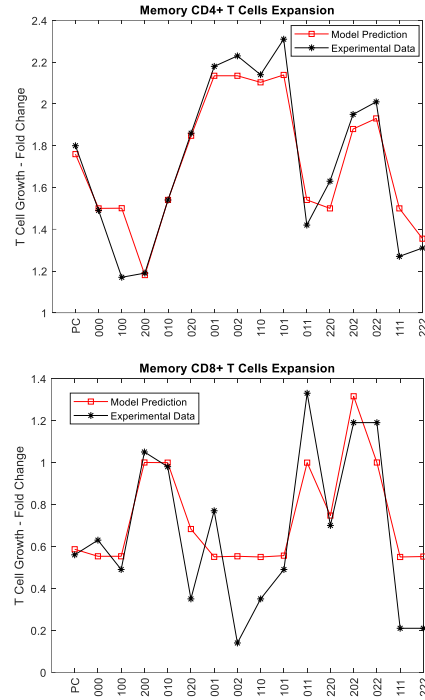 Memory CD4+ T Cells Expansion
2.4
2.2
2
1.8
1.6
1.4
1.2
1
T Cell Growth - Fold Change
Model Prediction
Experimental Data
PC 000 100 200 010 020 001 002 110 101 011 220 202 022 111 222
Memory CD8+ T Cells Expansion
1.4
1.2
1
0.8
0.6
0.4
0.2
0
T Cell Growth - Fold Change
Model Prediction
Experimental Data
PC 000 100 200 010 020 001 002 110 101 011 220 202 022 111 222